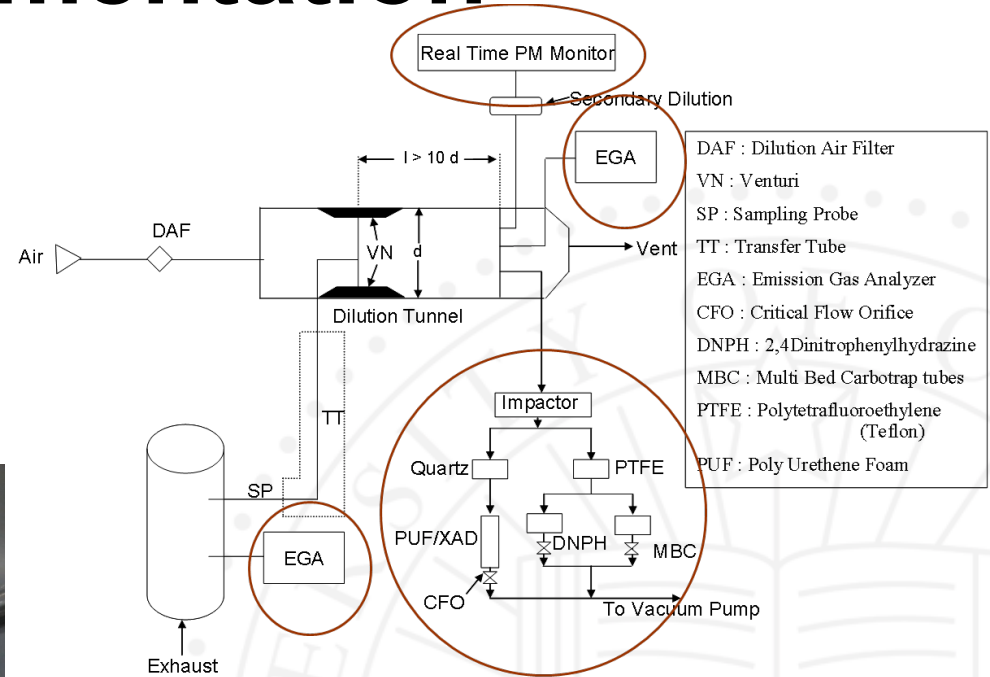 Real Time PM Monitor
Secondary Dilution
EGA
l > 10 d
DAF
Air
VN
d
Vent
Dilution Tunnel
TT
SP
EGA
Exhaust
Impactor
Quartz
PTFE
PUF/XAD
DNPH
MBC
CFO
To Vacuum Pump
DAF : Dilution Air Filter
VN : Venturi
SP : Sampling Probe
TT : Transfer Tube
EGA : Emission Gas Analyzer
CFO : Critical Flow Orifice
DNPH : 2,4Dinitrophenylhydrazine
MBC : Multi Bed Carbotrap tubes
PTFE : Polytetrafluoroethylene
(Teflon)
PUF : Poly Urethene Foam